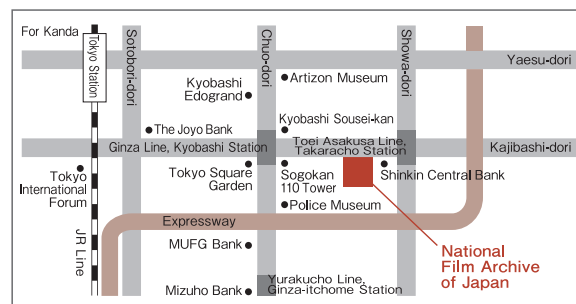 For Kanda
Tokyo Station
Sotobori-dori
Chuo-dori
Showa-dori
Yaesu-dori
Kyobashi
Edogrand
Artizon Museum
Kyobashi Sousei-kan
The Joyo Bank
Ginza Line, Kyobashi Station
Toei Asakusa Line,
Takaracho Station
Kajibashi-dori
Tokyo
International
Forum
Tokyo Square
Garden
Sogokan
110 Tower
Shinkin Central Bank
Police Museum
Expressway
JR Line
MUFG Bank
National
Film Archive
of Japan
Yurakucho Line,
Ginza-itchome Station
Mizuho Bank